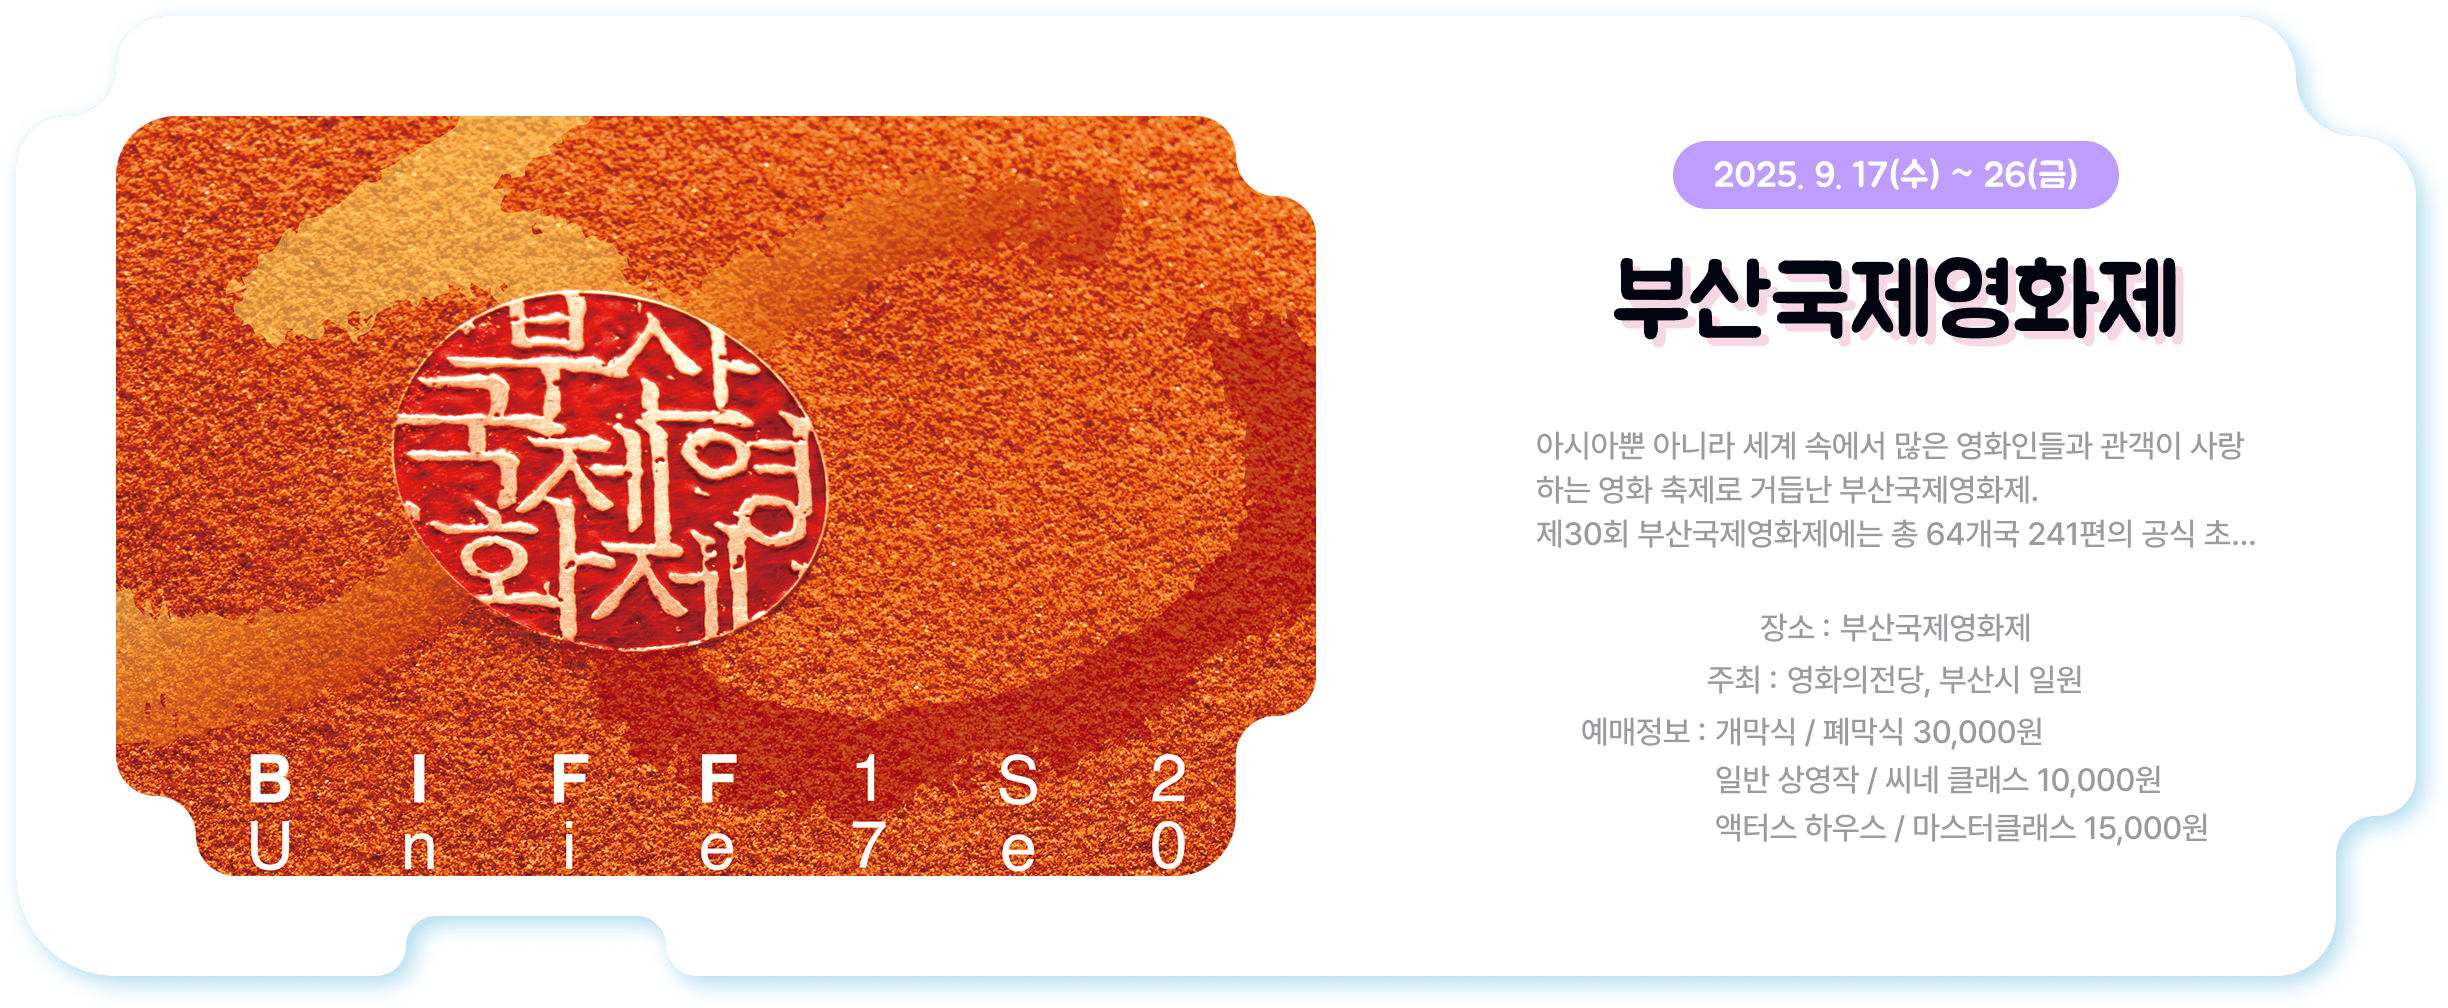 부산
국제영
화제
B I F F 1 S 2
U n i e 7 e 0
2025. 9. 17(수) ~ 26(금)
부산국제영화제
아시아뿐 아니라 세계 속에서 많은 영화인들과 관객이 사랑
하는 영화 축제로 거듭난 부산국제영화제.
제30회 부산국제영화제에는 총 64개국 241편의 공식 초...
장소 : 부산국제영화제
주최 : 영화의전당, 부산시 일원
예매정보 : 개막식 / 폐막식 30,000원
일반 상영작 / 씨네 클래스 10,000원
액터스 하우스 / 마스터클래스 15,000원